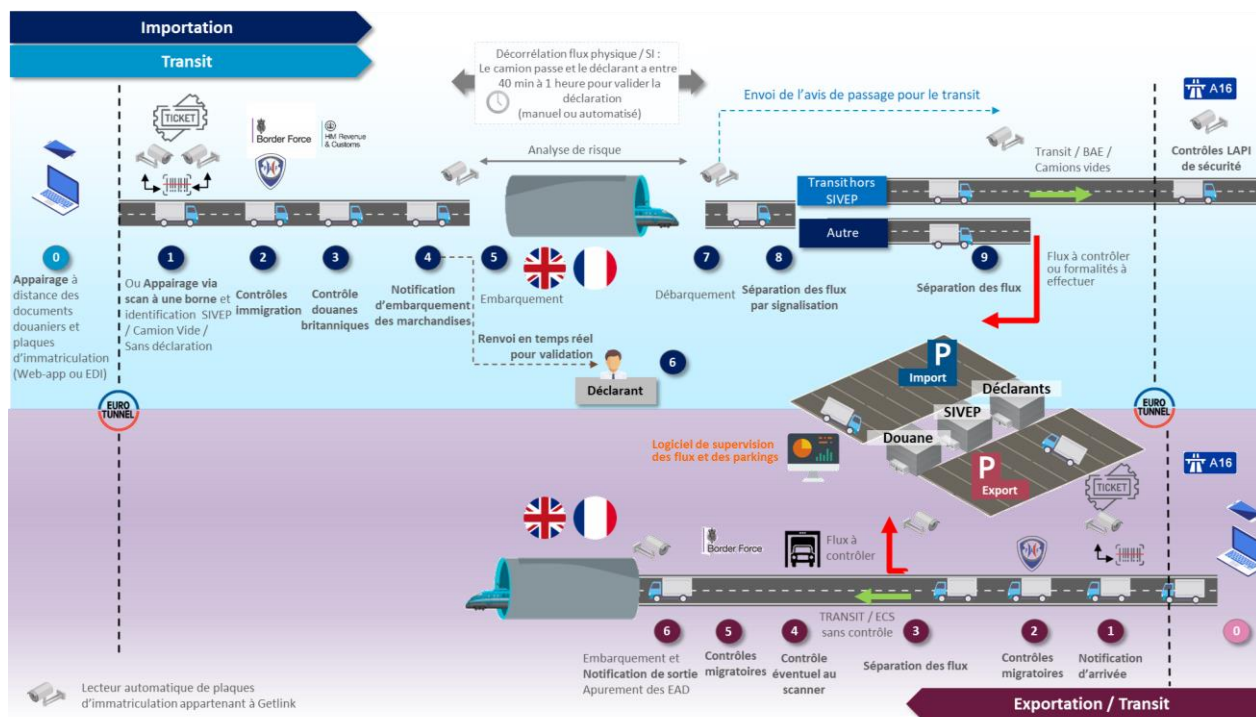 Importation
Transit
Décorrélation flux physique / SI :
Le camion passe et le déclarant a entre
40 min à 1 heure pour valider la
déclaration
(manuel ou automatisé)
Envoi de l'avis de passage pour le transit
A16
TICKET
Border Force
HM Revenue
& Customs
Analyse de risque
Transit / BAE /
Camions vides
Contrôles LAPI
de sécurité
Transit hors
SIVEP
Autre
0
Appairage à
distance des
documents
douaniers et
plaques
d'immatriculation
(Web-app ou EDI)
1
Ou Appairage via
scan à une borne et
identification SIVEP
/ Camion Vide /
Sans déclaration
2
Contrôles
immigration
3
Contrôle
douanes
britanniques
4
Notification
d'embarquement
des marchandises
5
Embarquement
7
Débarquement
8
Séparation des flux
par signalisation
9
Séparation des flux
Flux à contrôler
ou formalités à
effectuer
Renvoi en temps réel
pour validation
6
Déclarant
EURO
TUNNEL
P
Import
Déclarants
SIVEP
Douane
P
Export
EURO
TUNNEL
Logiciel de supervision
des flux et des parkings
A16
TICKET
Border Force
Flux à
contrôler
TRANSIT / ECS
sans contrôle
6
Embarquement et
Notification de sortie
Apurement des EAD
5
Contrôles
migratoires
4
Contrôle
éventuel au
scanner
3
Séparation des flux
2
Contrôles
migratoires
1
Notification
d'arrivée
0
Lecteur automatique de plaques
d'immatriculation appartenant à Getlink
Exportation / Transit